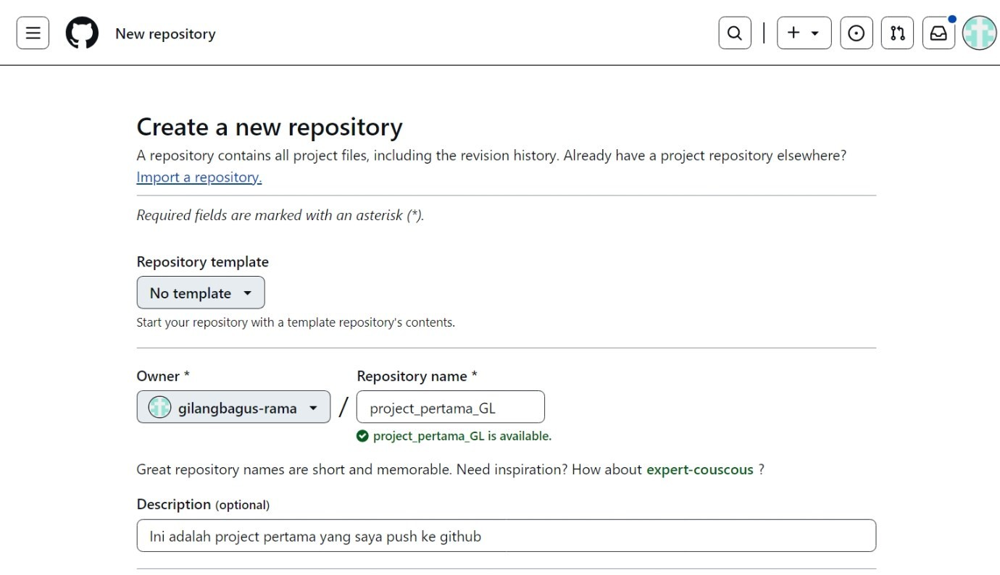 New repository
Create a new repository
A repository contains all project files, including the revision history. Already have a project repository elsewhere?
Import a repository.
Required fields are marked with an asterisk (*).
Repository template
No template
Start your repository with a template repository's contents.
Owner * Repository name *
gilangbagus-rama / project_pertama_GL
project_pertama_GL is available.
Great repository names are short and memorable. Need inspiration? How about expert-couscous ?
Description (optional)
Ini adalah project pertama yang saya push ke github